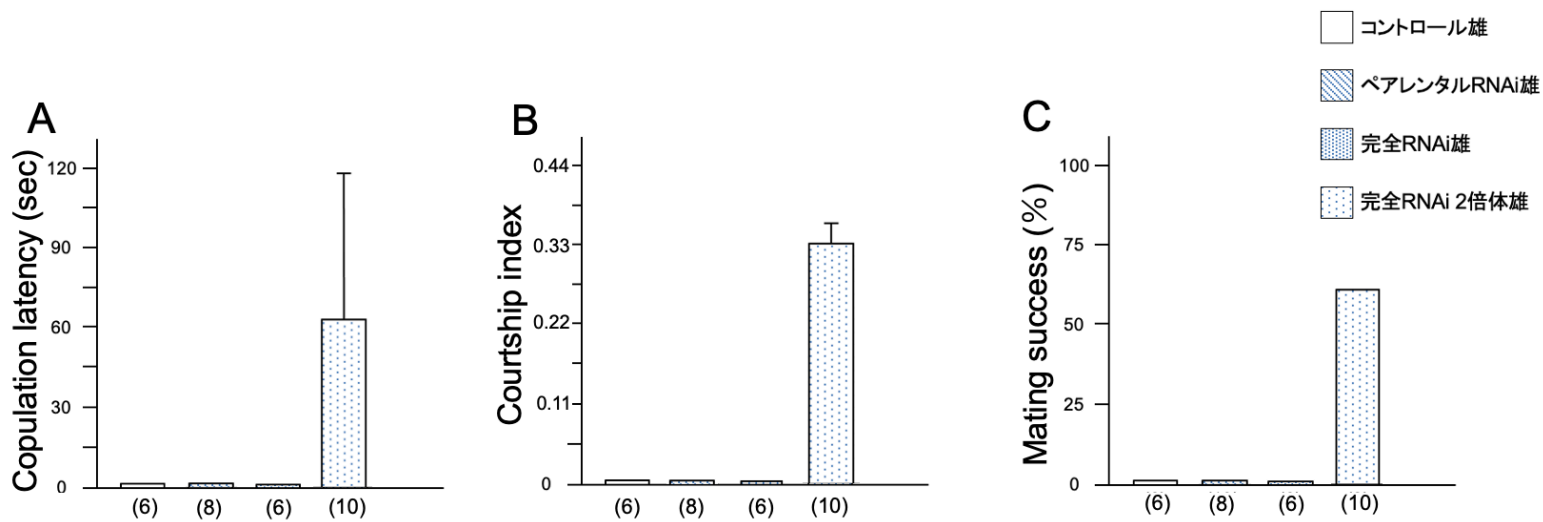 コントロール雄
ペアレンタルRNAi雄
完全RNAi雄
完全RNAi 2倍体雄
A
Copulation latency (sec)
120
90
60
30
0
(6) (8) (6) (10)
B
Courtship index
0.44
0.33
0.22
0.11
0
(6) (8) (6) (10)
C
Mating success (%)
100
75
50
25
0
(6) (8) (6) (10)